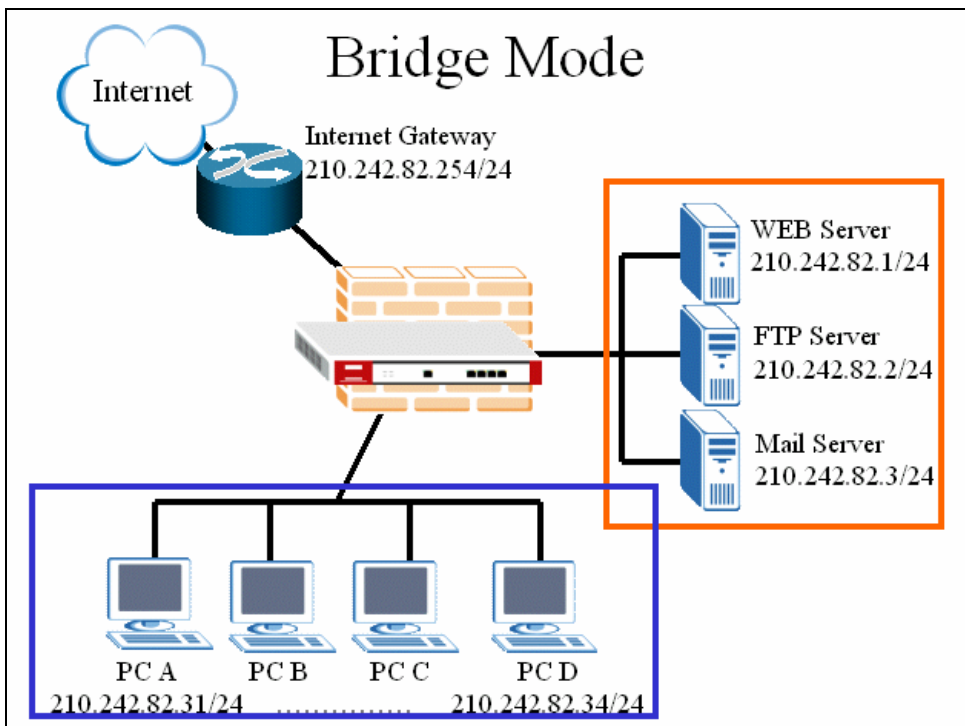 Bridge Mode
Internet
Internet Gateway
210.242.82.254/24
WEB Server
210.242.82.1/24
FTP Server
210.242.82.2/24
Mail Server
210.242.82.3/24
PC A PC B PC C PC D
210.242.82.31/24 ............... 210.242.82.34/24